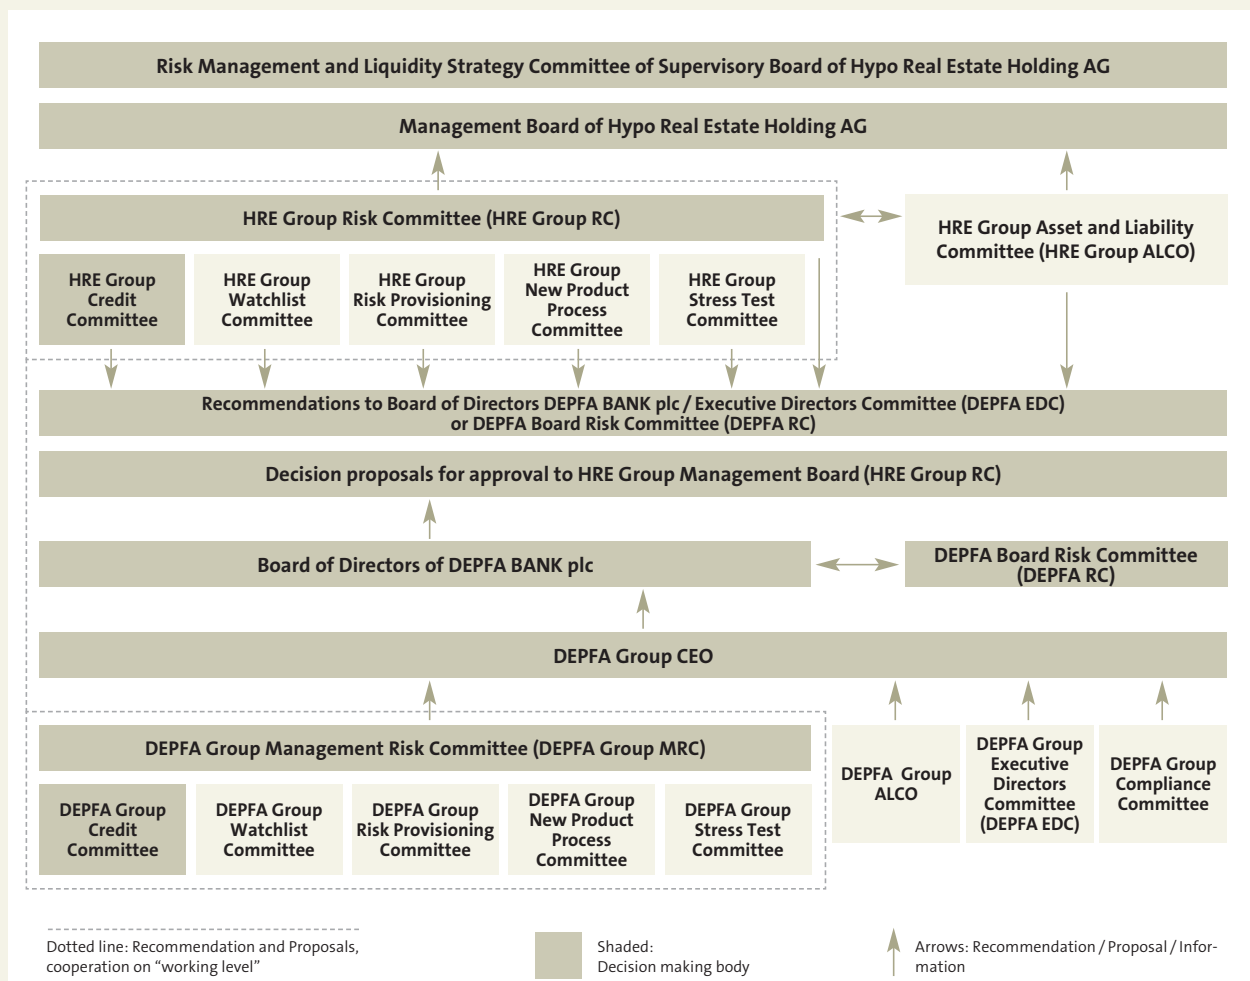 Risk Management and Liquidity Strategy Committee of Supervisory Board of Hypo Real Estate Holding AG
Management Board of Hypo Real Estate Holding AG
HRE Group Risk Committee (HRE Group RC)
HRE Group Asset and Liability
Committee (HRE Group ALCO)
HRE Group
Credit
Committee
HRE Group
Watchlist
Committee
HRE Group
Risk Provisioning
Committee
HRE Group
New Product
Process
Committee
HRE Group
Stress Test
Committee
Recommendations to Board of Directors DEPFA BANK plc / Executive Directors Committee (DEPFA EDC)
or DEPFA Board Risk Committee (DEPFA RC)
Decision proposals for approval to HRE Group Management Board (HRE Group RC)
Board of Directors of DEPFA BANK plc
DEPFA Board Risk Committee
(DEPFA RC)
DEPFA Group CEO
DEPFA Group Management Risk Committee (DEPFA Group MRC)
DEPFA Group
Credit
Committee
DEPFA Group
Watchlist
Committee
DEPFA Group
Risk Provisioning
Committee
DEPFA Group
New Product
Process
Committee
DEPFA Group
Stress Test
Committee
DEPFA Group
ALCO
DEPFA Group
Executive
Directors
Committee
(DEPFA EDC)
DEPFA Group
Compliance
Committee
Dotted line: Recommendation and Proposals,
cooperation on “working level”
Shaded:
Decision making body
Arrows: Recommendation / Proposal / Infor-
mation